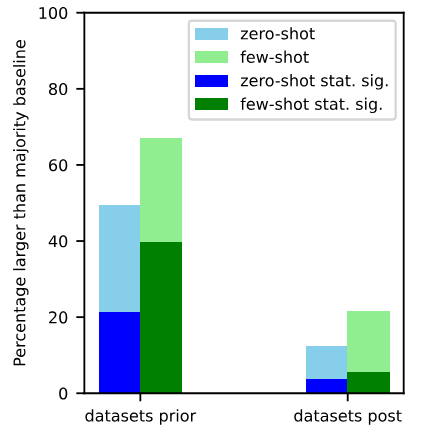 Percentage larger than majority baseline
100
80
60
40
20
0
zero-shot
few-shot
zero-shot stat. sig.
few-shot stat. sig.
datasets prior
datasets post